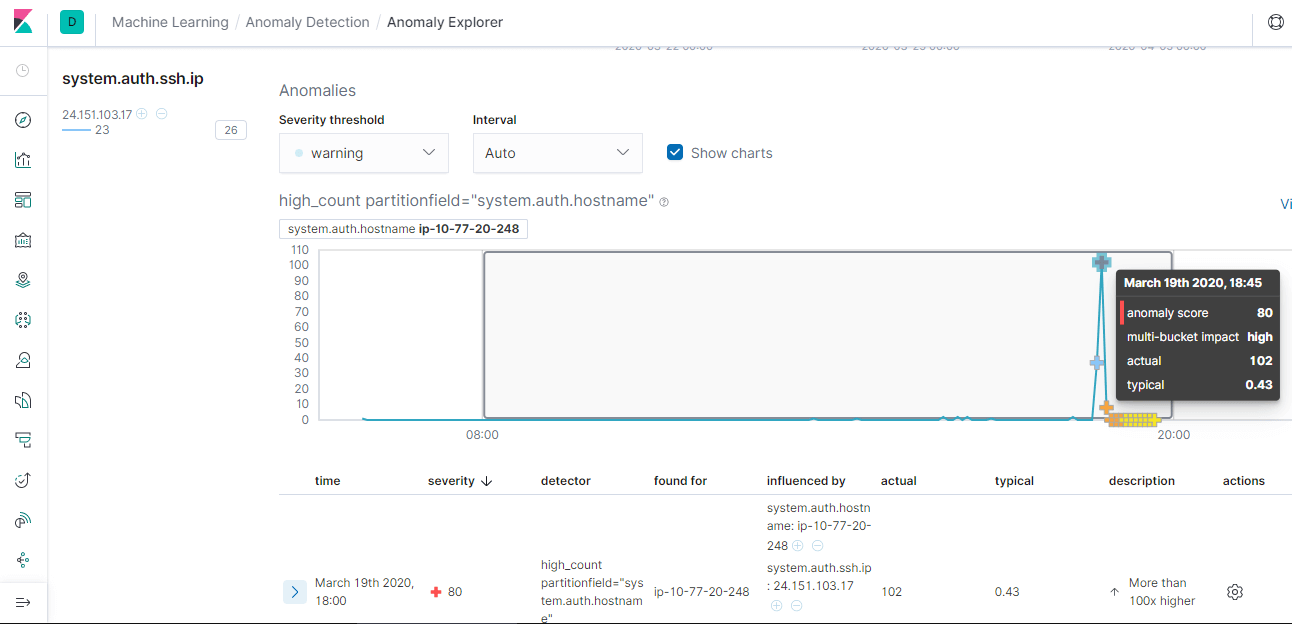 D
Machine Learning / Anomaly Detection / Anomaly Explorer
system.auth.ssh.ip
24.151.103.17
23
26
Anomalies
Severity threshold
Interval
warning
Auto
Show charts
high_count partitionfield="system.auth.hostname"
Vi
system.auth.hostname ip-10-77-20-248
110
100
90
80
70
60
50
40
30
20
10
0
08:00
20:00
March 19th 2020, 18:45
anomaly score 80
multi-bucket impact high
actual 102
typical 0.43
time severity detector found for influenced by actual typical description actions
March 19th 2020,
18:00
80
high_count
partitionfield="sys
tem.auth.hostnam
e"
ip-10-77-20-248
system.auth.hostn
ame: ip-10-77-20-
248
system.auth.ssh.ip
: 24.151.103.17
102
0.43
More than
100x higher